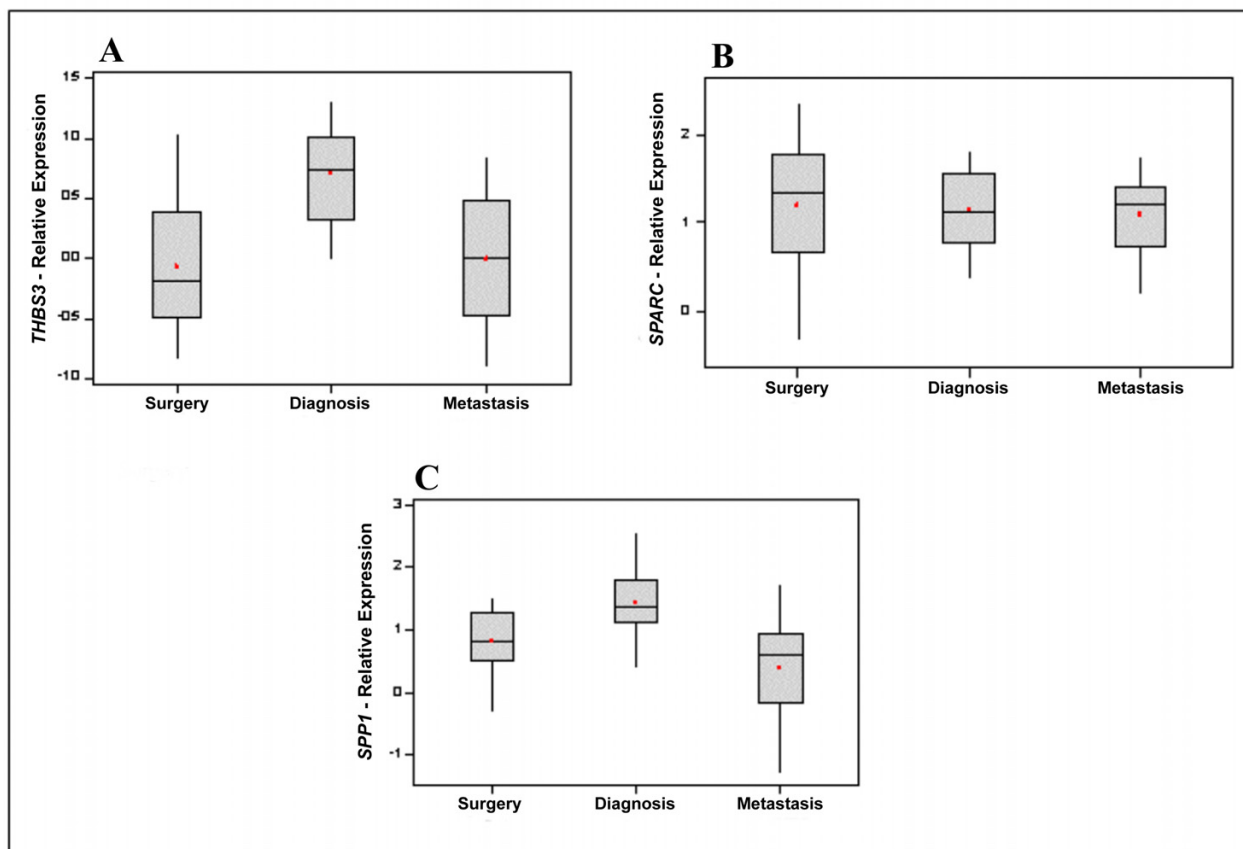 A
THBS3 - Relative Expression
15
10
05
00
-05
-10
Surgery Diagnosis Metastasis
B
SPARC - Relative Expression
2
1
0
Surgery Diagnosis Metastasis
C
SPP1 - Relative Expression
3
2
1
0
-1
Surgery Diagnosis Metastasis